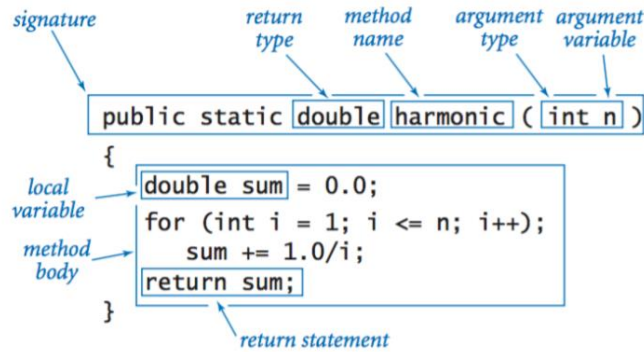 signature
return type
method name
argument type
argument variable
public static double harmonic ( int n )
{
local variable
double sum = 0.0;
for (int i = 1; i <= n; i++);
method body
sum += 1.0/i;
return sum;
}
return statement